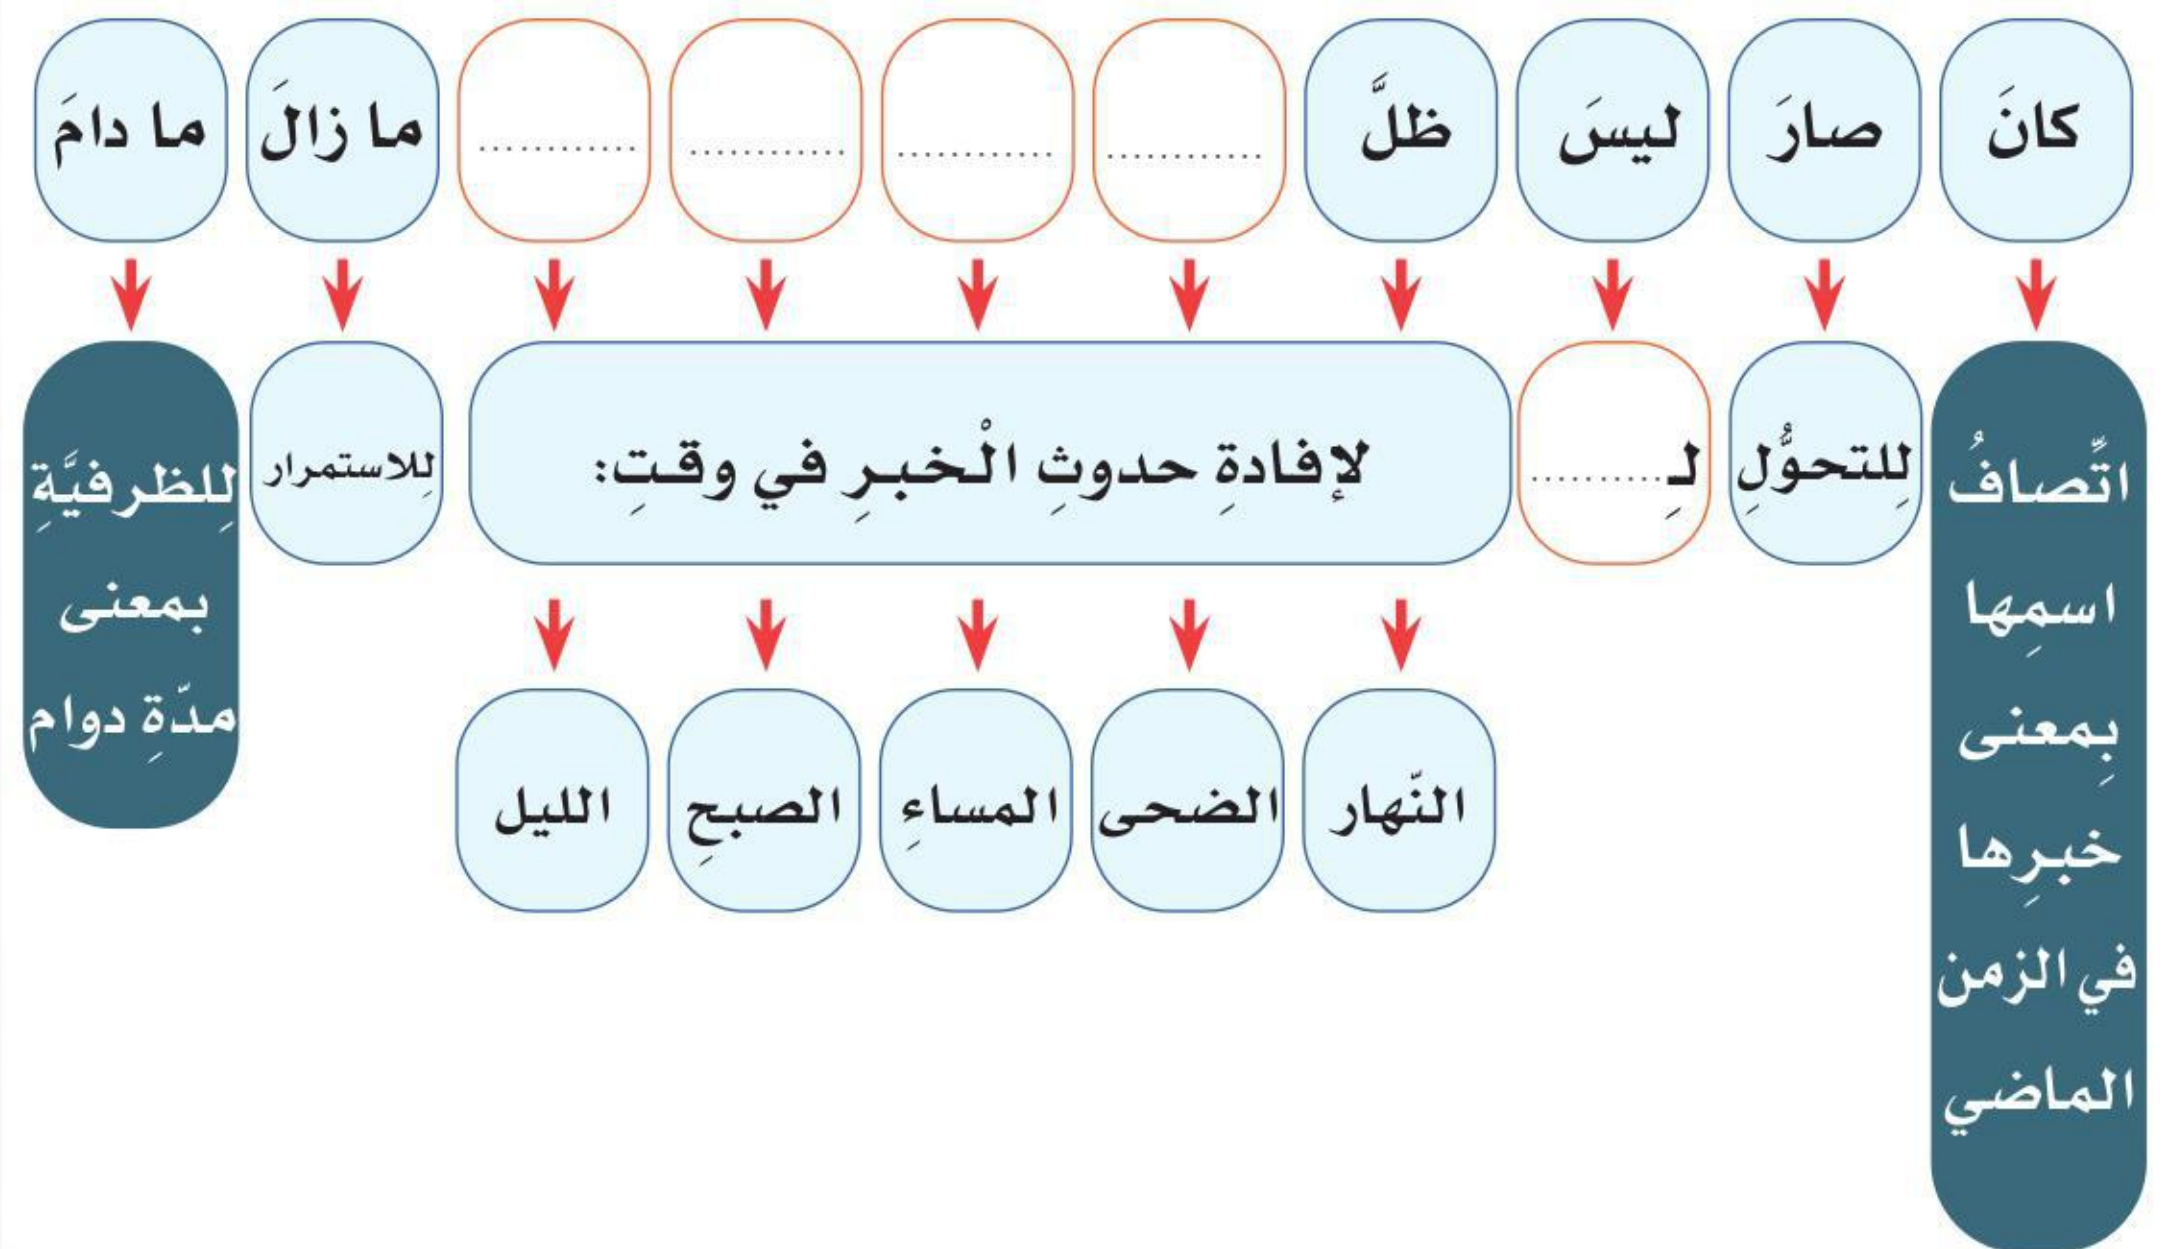 كانَ
صارَ
ليسَ
ظلَّ
............
............
............
............
ما زالَ
ما دامَ
اتِّصافُ
اسمِها
بِمعنى
خبرِها
في الزمن
الماضي
لِلتحوُّلِ
لِـ..........
لإفادةِ حدوثِ الْخبرِ في وقتِ:
لِلاستمرار
لِلظرفيَّةِ
بمعنى
مدّةِ دوام
النّهار
الضحى
المساءِ
الصبحِ
الليل